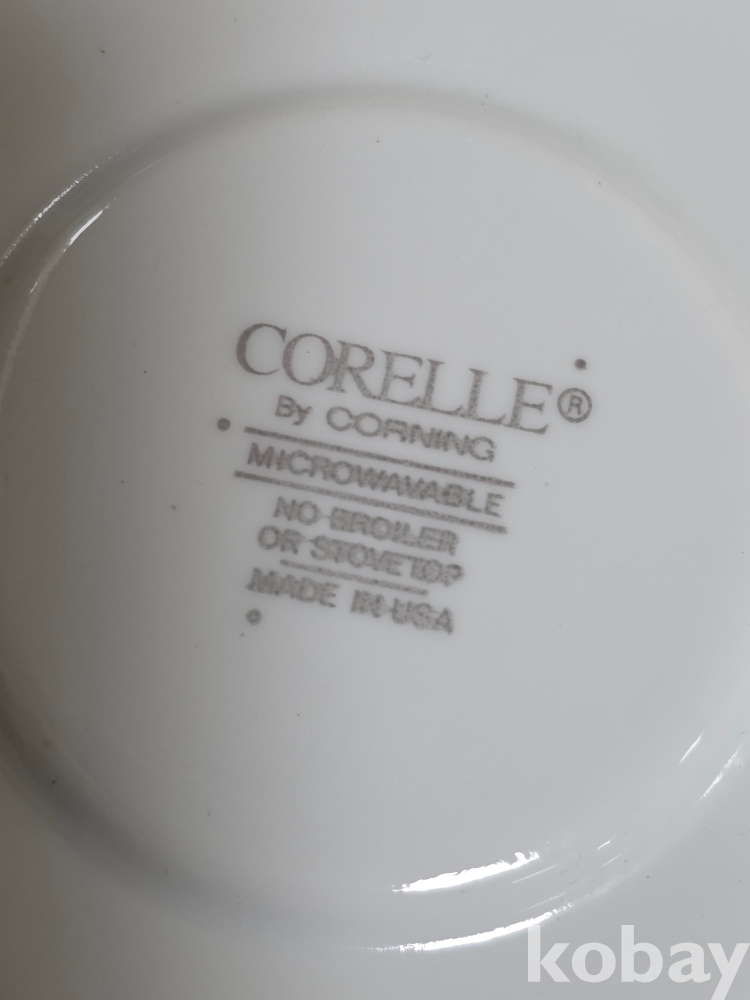 CORELLE®
By CORNING
MICROWAVABLE
NO BROILER
OR STOVETOP
MADE IN USA
kobay